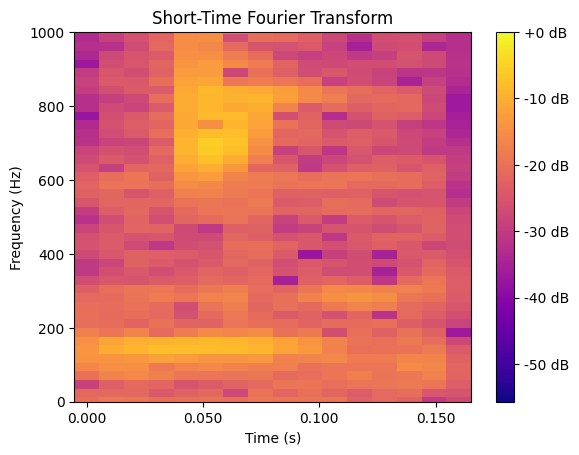 Short-Time Fourier Transform
1000
800
600
400
200
0
Frequency (Hz)
0.000
0.050
0.100
0.150
Time (s)
+0 dB
-10 dB
-20 dB
-30 dB
-40 dB
-50 dB